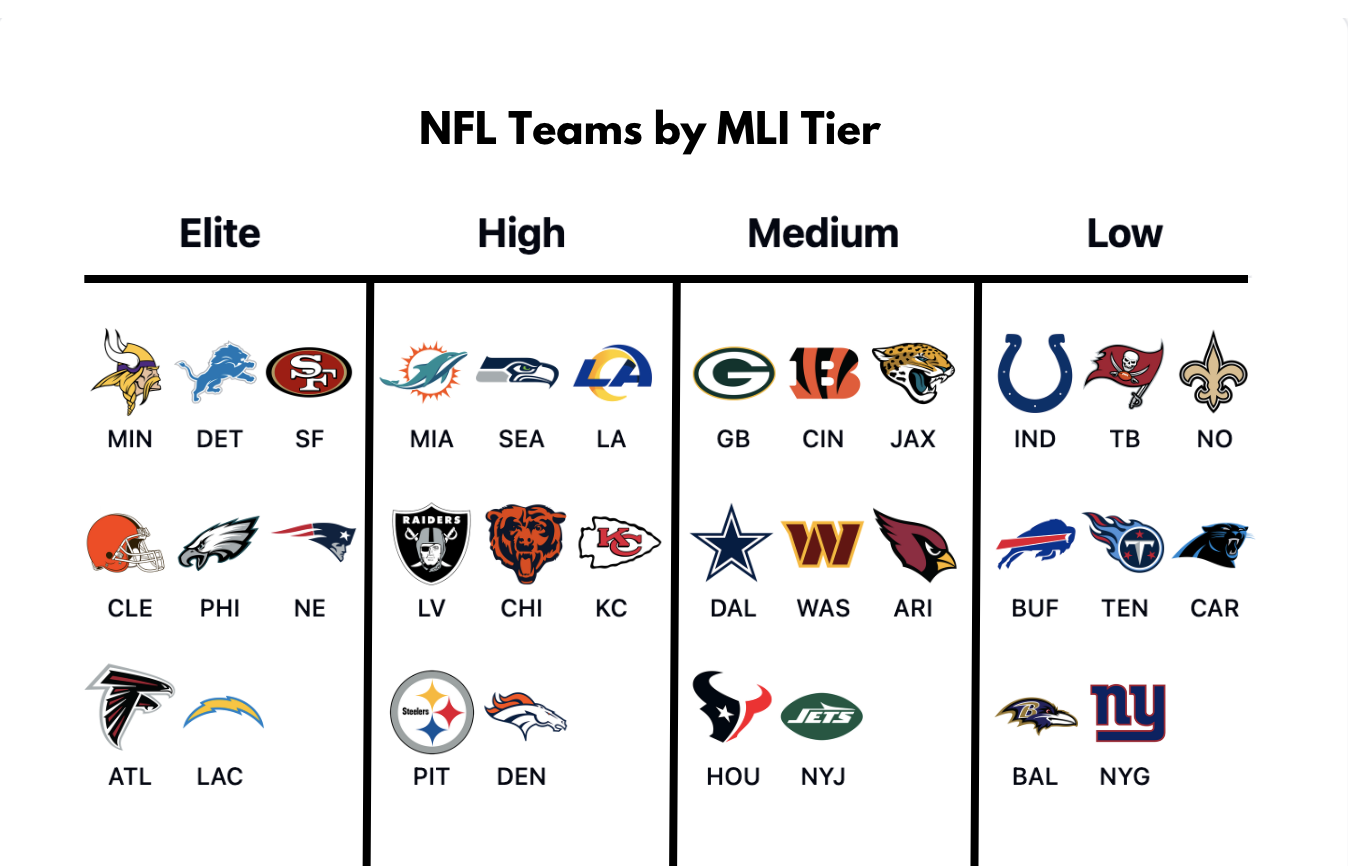 NFL Teams by MLI Tier
Elite High Medium Low
SF LA G B
MIN DET SF MIA SEA LA GB CIN JAX IND TB NO
RAIDERS KC W T
CLE PHI NE LV CHI KC DAL WAS ARI BUF TEN CAR
Steelers JETS B ny
ATL LAC PIT DEN HOU NYJ BAL NYG